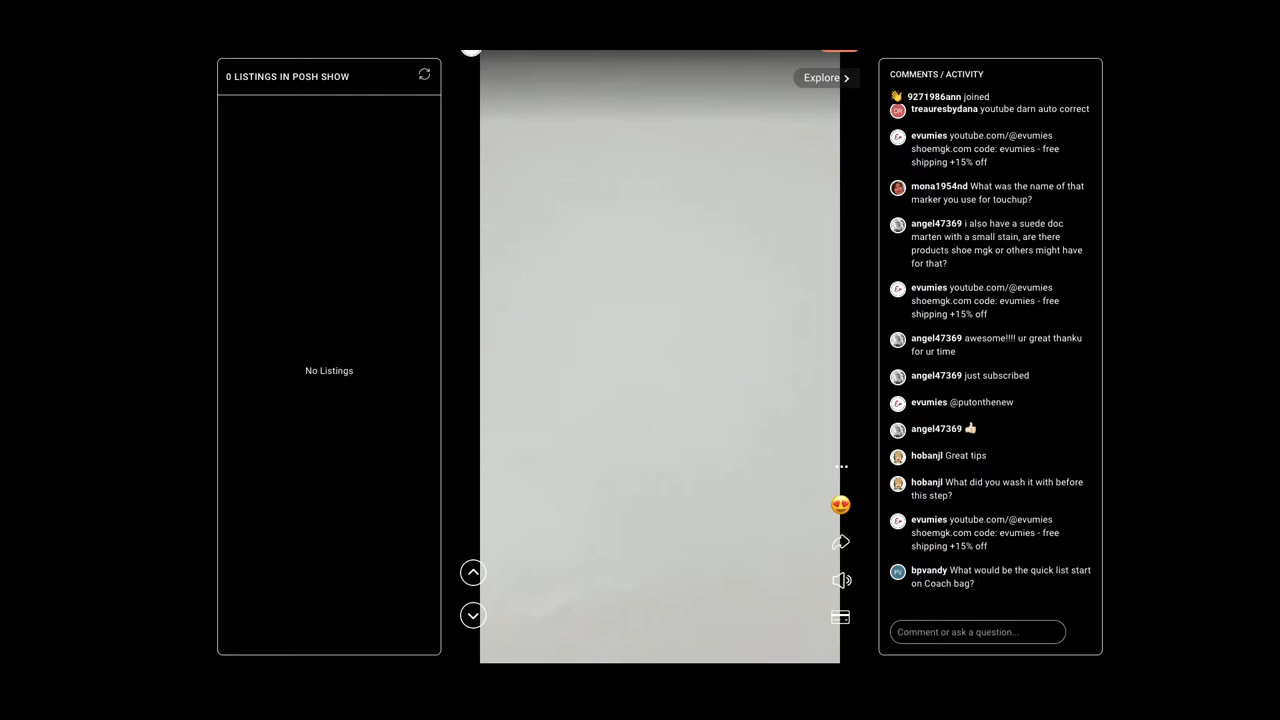 0 LISTINGS IN POSH SHOW
No Listings
Explore
COMMENTS / ACTIVITY
9271986ann joined
treauresbydana youtube darn auto correct
evumies youtube.com/@evumies
shoemgk.com code: evumies - free
shipping +15% off
mona1954nd What was the name of that
marker you use for touchup?
angel47369 i also have a suede doc
marten with a small stain, are there
products shoe mgk or others might have
for that?
evumies youtube.com/@evumies
shoemgk.com code: evumies - free
shipping +15% off
angel47369 awesome!!!! ur great thanku
for ur time
angel47369 just subscribed
evumies @putonthenew
angel47369 👍🏻
hobanjl Great tips
hobanjl What did you wash it with before
this step?
evumies youtube.com/@evumies
shoemgk.com code: evumies - free
shipping +15% off
bpvandy What would be the quick list start
on Coach bag?
Comment or ask a question...